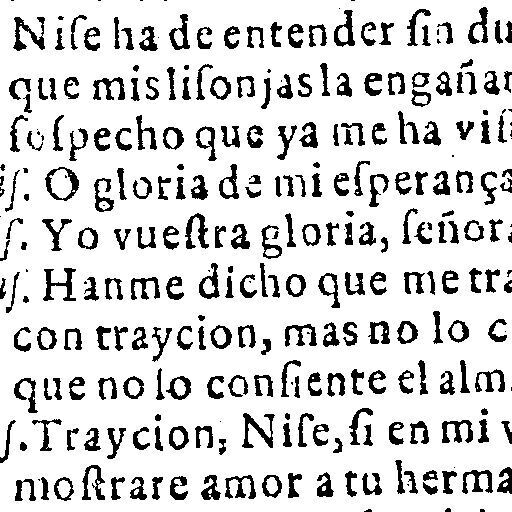 Niſe ha de entender ſin du
que mis liſonjas la engañan
ſoſpecho que ya me ha viſ
iſ. O gloria de mi eſperança
ſ. Yo vueſtra gloria, ſeñora
uſ. Hanme dicho que me tra
con traycion, mas no lo c
que no lo conſiente el alm
ſ. Traycion, Niſe, ſi en mi v
moſtrare amor a tu herma